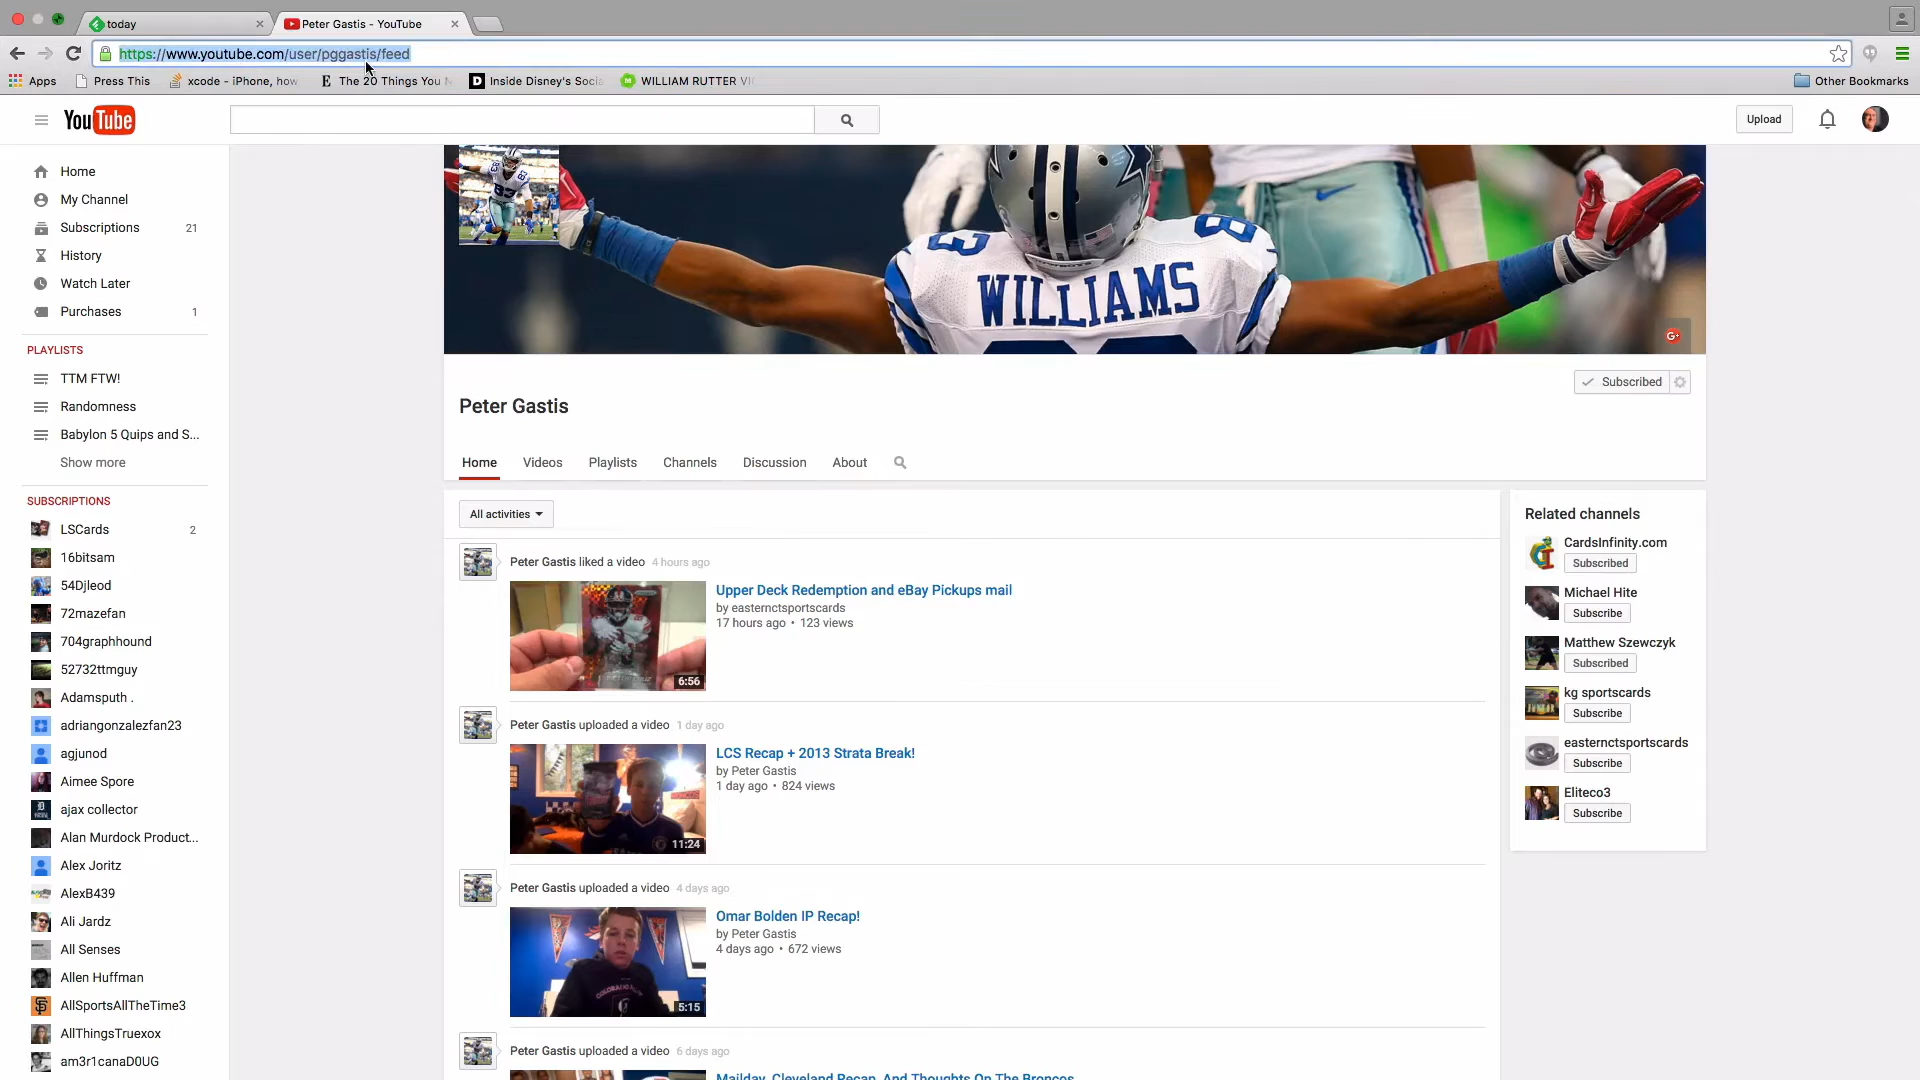 today
Peter Gastis - YouTube
https://www.youtube.com/user/pggastis/feed
Apps
Press This
xcode - iPhone, how
E The 20 Things You N
D Inside Disney's Socia
WILLIAM RUTTER VI
Other Bookmarks
YouTube
Upload
Home
My Channel
Subscriptions 21
History
Watch Later
Purchases 1
PLAYLISTS
TTM FTW!
Randomness
Babylon 5 Quips and S...
Show more
SUBSCRIPTIONS
LSCards 2
16bitsam
54Djleod
72mazefan
704graphhound
52732ttmguy
Adamsputh .
adriangonzalezfan23
agjunod
Aimee Spore
ajax collector
Alan Murdock Product...
Alex Joritz
AlexB439
Ali Jardz
All Senses
Allen Huffman
AllSportsAllTheTime3
AllThingsTruexox
am3r1canaD0UG
83
WILLIAMS
G+
Subscribed
Peter Gastis
Home Videos Playlists Channels Discussion About
All activities
Peter Gastis liked a video 4 hours ago
6:56
Upper Deck Redemption and eBay Pickups mail
by easternctsportscards
17 hours ago • 123 views
Peter Gastis uploaded a video 1 day ago
11:24
LCS Recap + 2013 Strata Break!
by Peter Gastis
1 day ago • 824 views
Peter Gastis uploaded a video 4 days ago
5:15
Omar Bolden IP Recap!
by Peter Gastis
4 days ago • 672 views
Peter Gastis uploaded a video 6 days ago
Mailday, Cleveland Recap, And Thoughts On The Broncos
Related channels
CardsInfinity.com
Subscribed
Michael Hite
Subscribe
Matthew Szewczyk
Subscribed
kg sportscards
Subscribe
easternctsportscards
Subscribe
Eliteco3
Subscribe